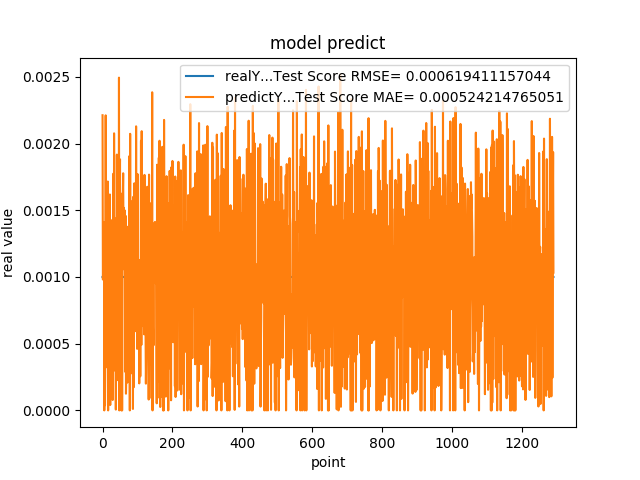 model predict
realY...Test Score RMSE= 0.000619411157044
predictY...Test Score MAE= 0.000524214765051
0.0025
0.0020
0.0015
0.0010
0.0005
0.0000
real value
0 200 400 600 800 1000 1200
point